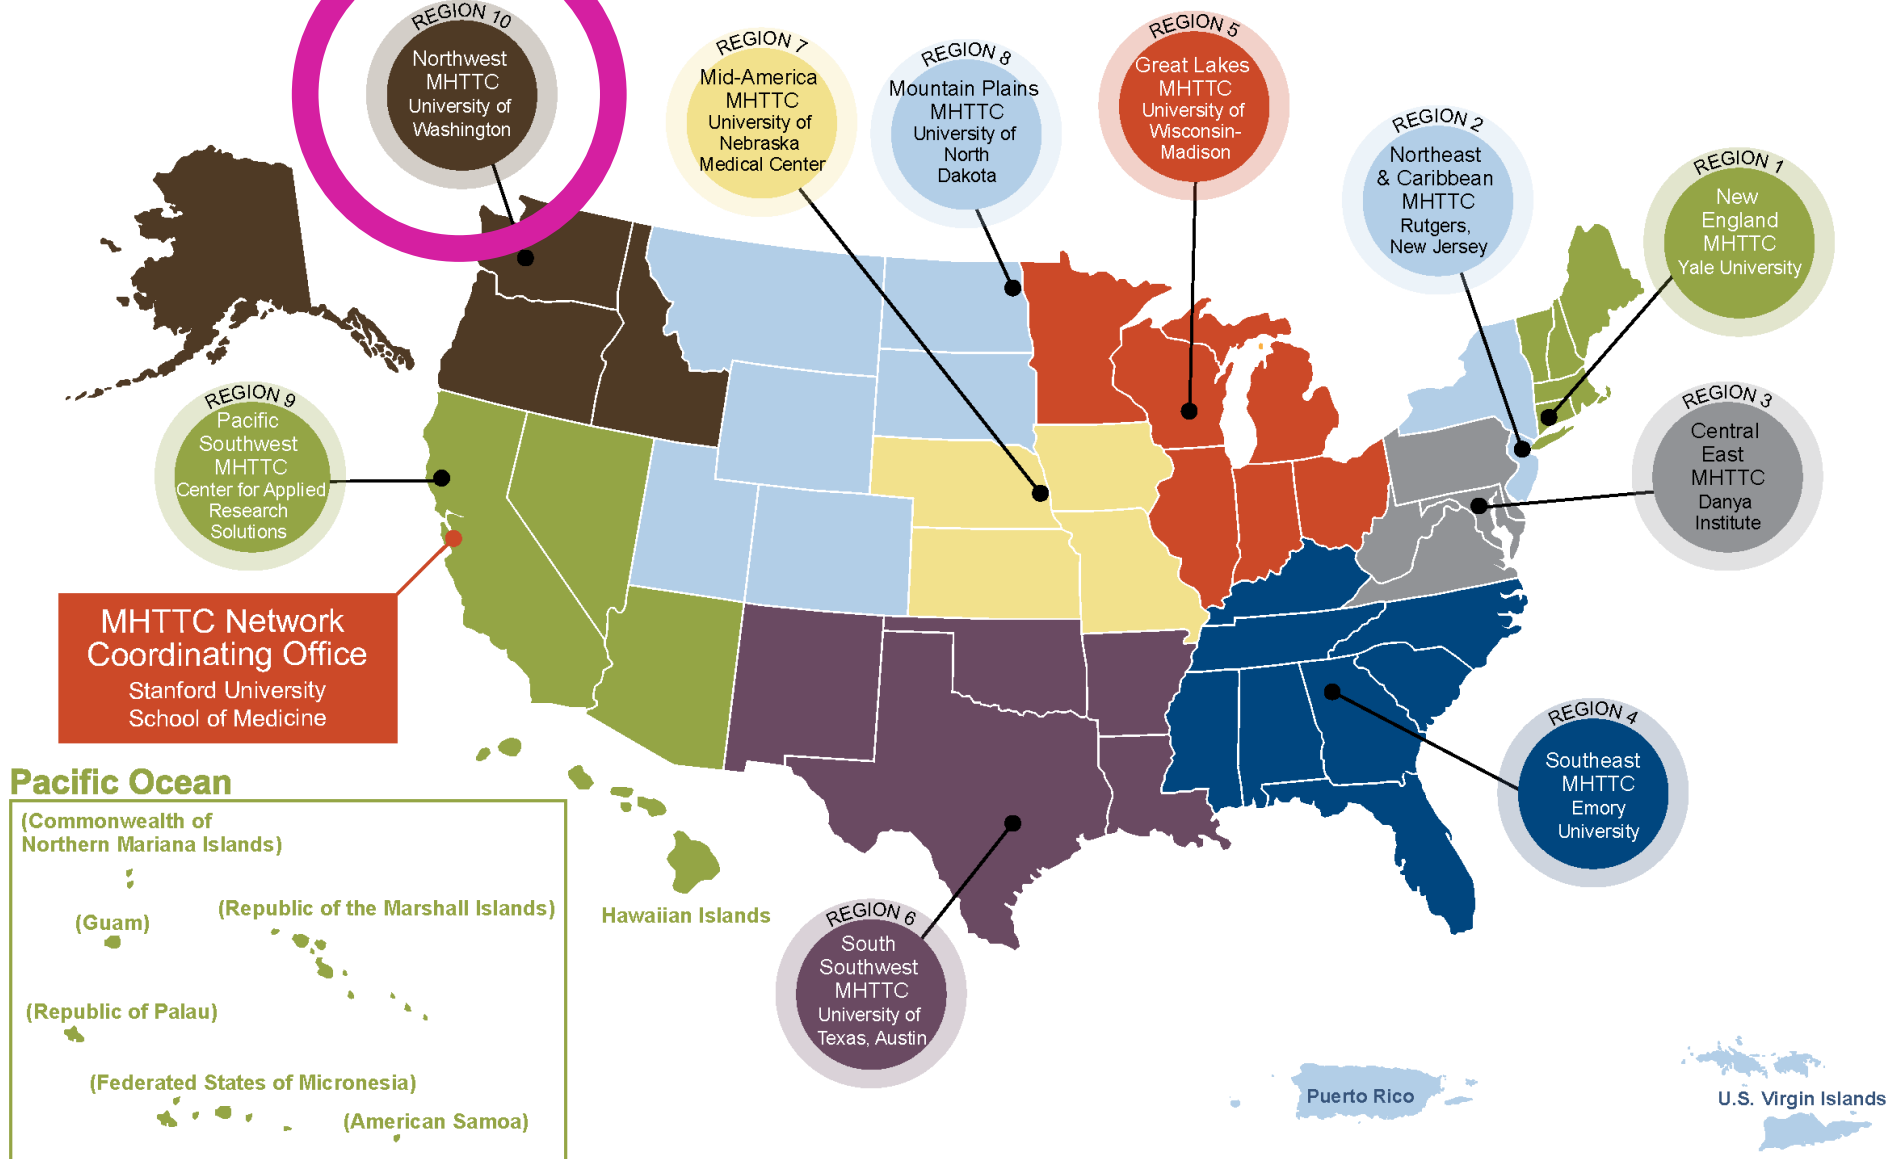 REGION 10
Northwest
MHTTC
University of
Washington
REGION 7
Mid-America
MHTTC
University of
Nebraska
Medical Center
REGION 8
Mountain Plains
MHTTC
University of
North
Dakota
REGION 5
Great Lakes
MHTTC
University of
Wisconsin-
Madison
REGION 2
Northeast
& Caribbean
MHTTC
Rutgers,
New Jersey
REGION 1
New
England
MHTTC
Yale University
REGION 9
Pacific
Southwest
MHTTC
Center for Applied
Research
Solutions
REGION 3
Central
East
MHTTC
Danya
Institute
MHTTC Network
Coordinating Office
Stanford University
School of Medicine
REGION 4
Southeast
MHTTC
Emory
University
Pacific Ocean
(Commonwealth of
Northern Mariana Islands)
(Guam)
(Republic of the Marshall Islands)
(Republic of Palau)
(Federated States of Micronesia)
(American Samoa)
Hawaiian Islands
REGION 6
South
Southwest
MHTTC
University of
Texas, Austin
Puerto Rico
U.S. Virgin Islands